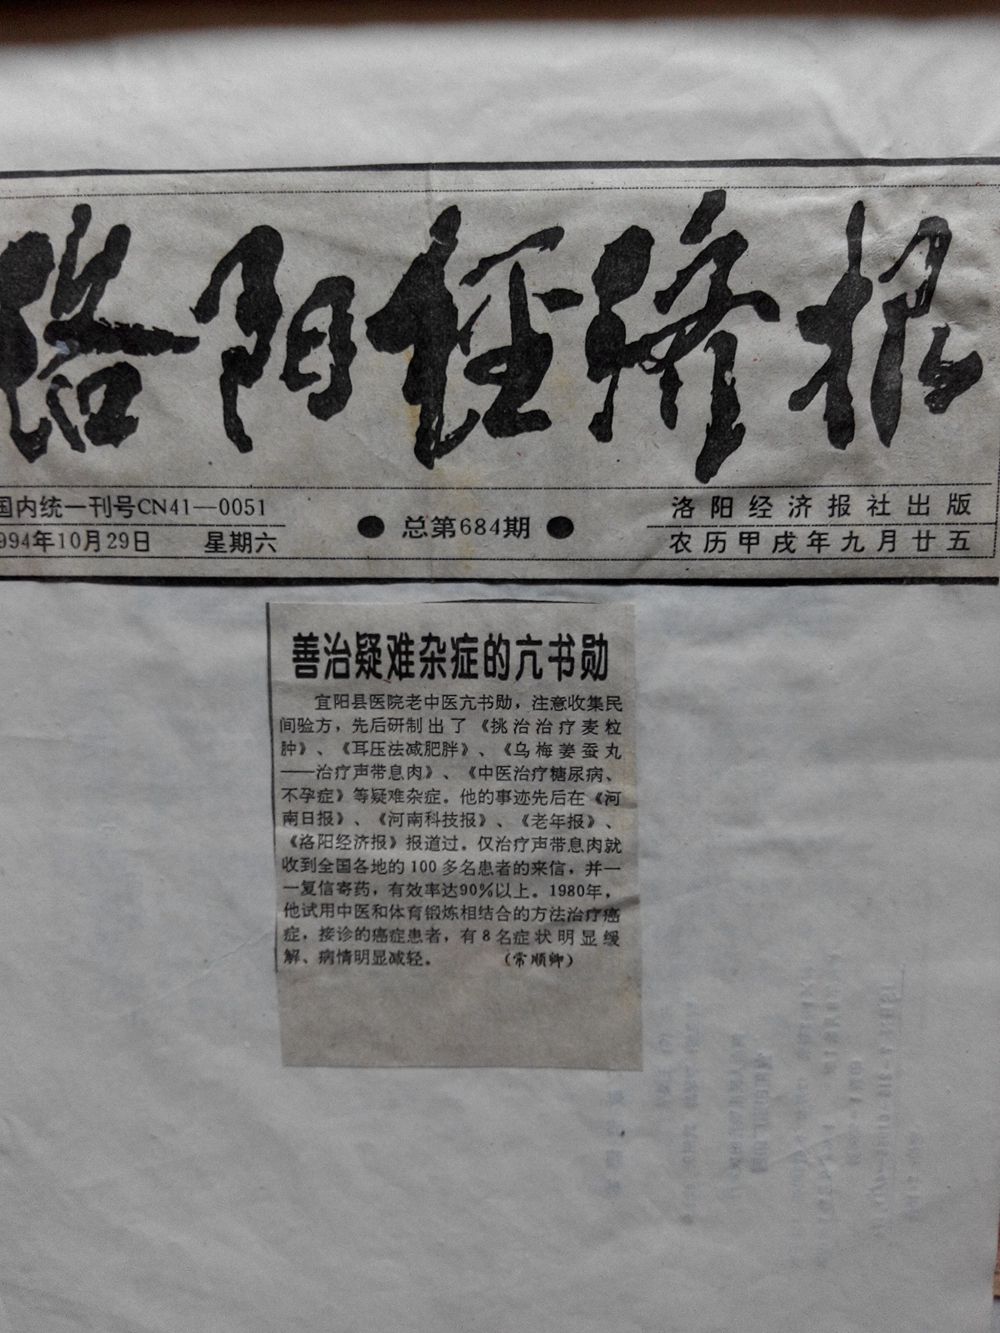 洛阳经济报
国内统一刊号CN41—0051
994年10月29日 星期六
●总第684期●
洛阳经济报社出版
农历甲戌年九月廿五
善治疑难杂症的亢书勋
宜阳县医院老中医亢书勋，注意收集民
间验方，先后研制出了《挑治治疗麦粒
肿》、《耳压法减肥胖》、《乌梅姜蚕丸
——治疗声带息肉》、《中医治疗糖尿病、
不孕症》等疑难杂症。他的事迹先后在《河
南日报》、《河南科技报》、《老年报》、
《洛阳经济报》报道过。仅治疗声带息肉就
收到全国各地的100多名患者的来信，并一
一复信寄药，有效率达90%以上。1980年，
他试用中医和体育锻炼相结合的方法治疗癌
症，接诊的癌症患者，有8名症状明显缓
解、病情明显减轻。 （常顺卿）